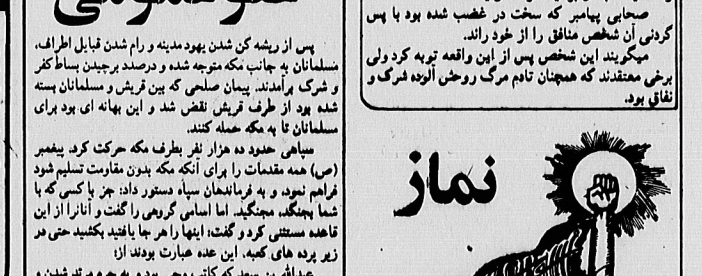 صحابی پیامبر که سخت در غضب شده بود با پس
گردنی آن شخص منافق را از خود راند.
میگویند این شخص پس از این واقعه توبه کرد ولی
برخی معتقدند که همچنان تادم مرگ روحش آلوده شرک و
نفاق بود.
نماز
پس از ریشه کن شدن یهود مدینه و رام شدن قبایل اطراف،
مسلمانان به جانب مکه متوجه شده و درصدد برچیدن بساط کفر
و شرک برآمدند. پیمان صلحی که بین قریش و مسلمانان بسته
شده بود از طرف قریش نقض شد و این بهانه ای بود برای
مسلمانان تا به مکه حمله کنند.
سپاهی حدود ده هزار نفر بطرف مکه حرکت کرد. پیغمبر
(ص) همه مقدمات را برای آنکه مکه بدون مقاومت تسلیم شود
فراهم نمود، و به فرماندهان سپاه دستور داد: جز با کسی که با
شما بجنگد، مجنگید. اما اسامی گروهی را گفت و آنانرا از این
قاعده مستثنی کرد و گفت: اینها را هر جا یافتید بکشید حتی در
زیر پرده های کعبه. این عده عبارت بودند از: